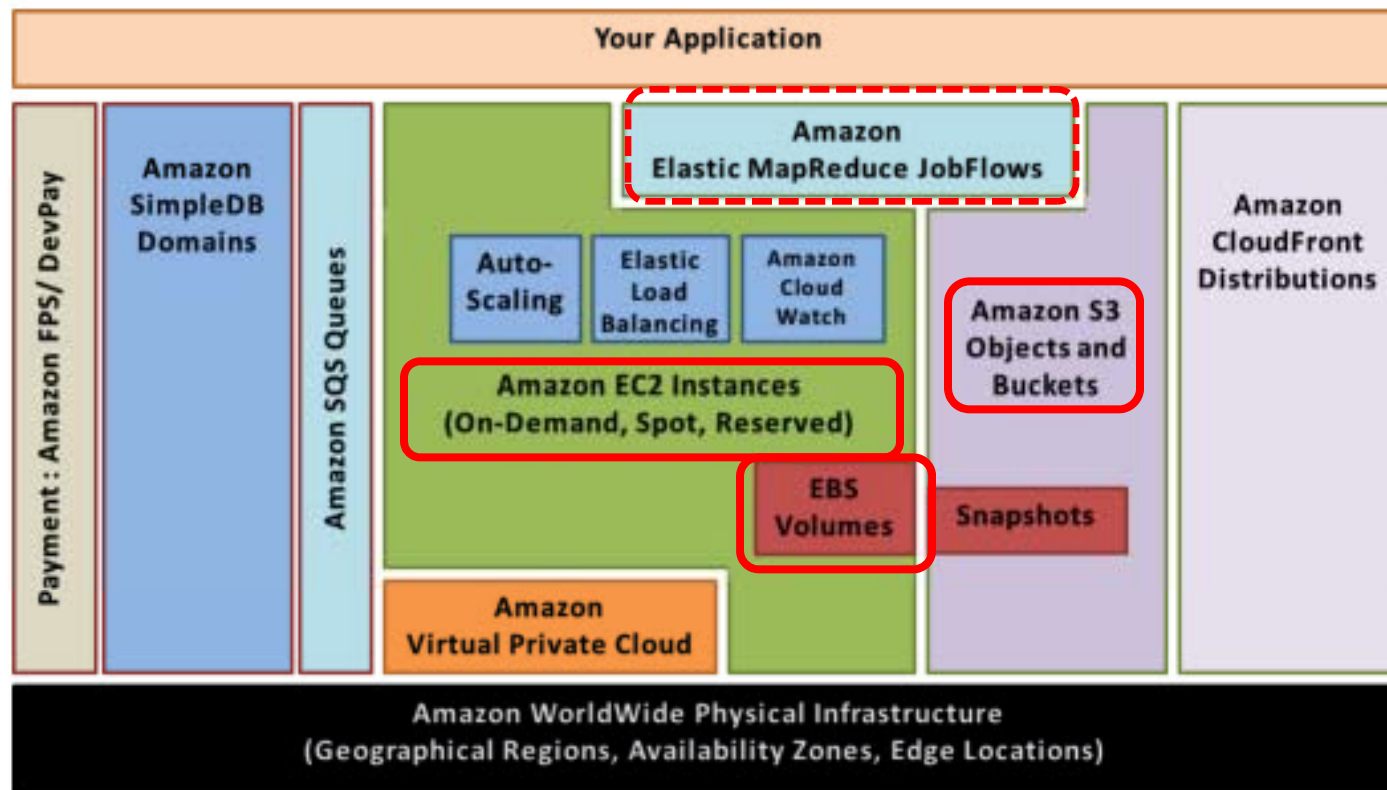 Your Application
Payment : Amazon FPS/ DevPay
Amazon
SimpleDB
Domains
Amazon SQS Queues
Amazon
Elastic MapReduce JobFlows
Auto-
Scaling
Elastic
Load
Balancing
Amazon
Cloud
Watch
Amazon EC2 Instances
(On-Demand, Spot, Reserved)
EBS
Volumes
Amazon S3
Objects and
Buckets
Snapshots
Amazon
CloudFront
Distributions
Amazon
Virtual Private Cloud
Amazon WorldWide Physical Infrastructure
(Geographical Regions, Availability Zones, Edge Locations)